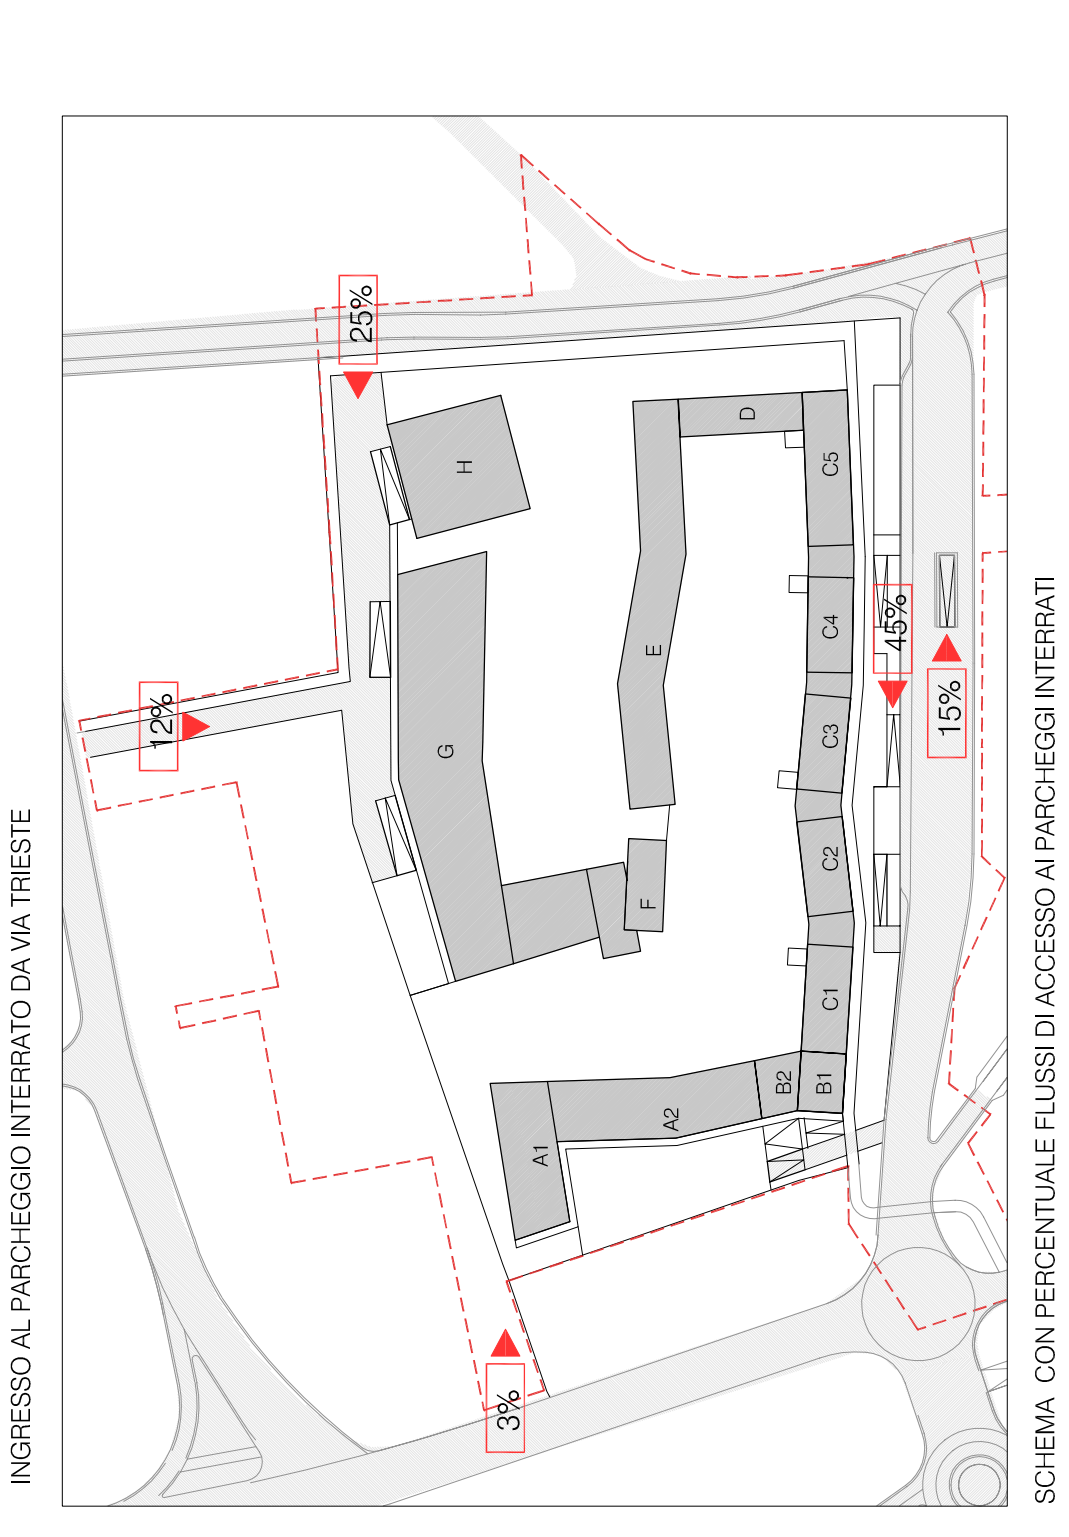 INGRESSO AL PARCHEGGIO INTERRATO DA VIA TRIESTE
12%
25%
3%
45%
15%
H
G
D
E
F
C5
C4
C3
C2
C1
B2
B1
A2
A1
SCHEMA CON PERCENTUALE FLUSSI DI ACCESSO AI PARCHEGGI INTERRATI